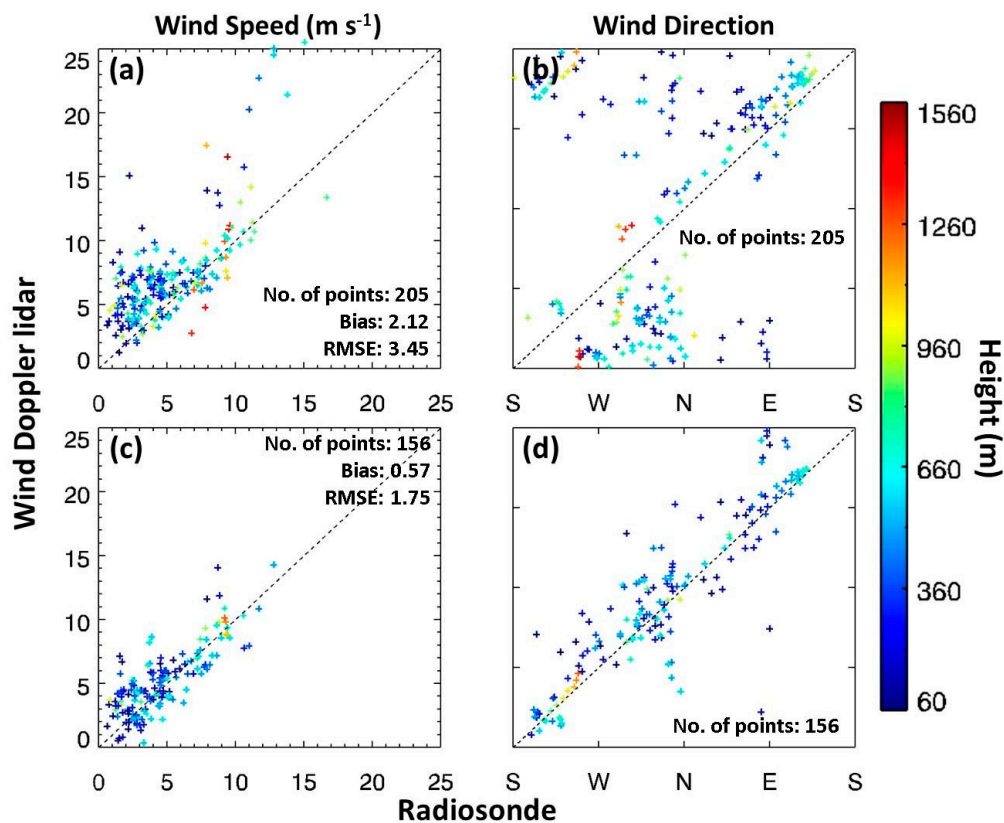 Wind Speed (m s⁻¹)
Wind Direction
(a)
25
20
15
10
5
0
No. of points: 205
Bias: 2.12
RMSE: 3.45
0 5 10 15 20 25
(b)
No. of points: 205
S W N E S
(c)
25
20
15
10
5
0
No. of points: 156
Bias: 0.57
RMSE: 1.75
0 5 10 15 20 25
(d)
No. of points: 156
S W N E S
Wind Doppler lidar
Radiosonde
1560
1260
960
660
360
60
Height (m)